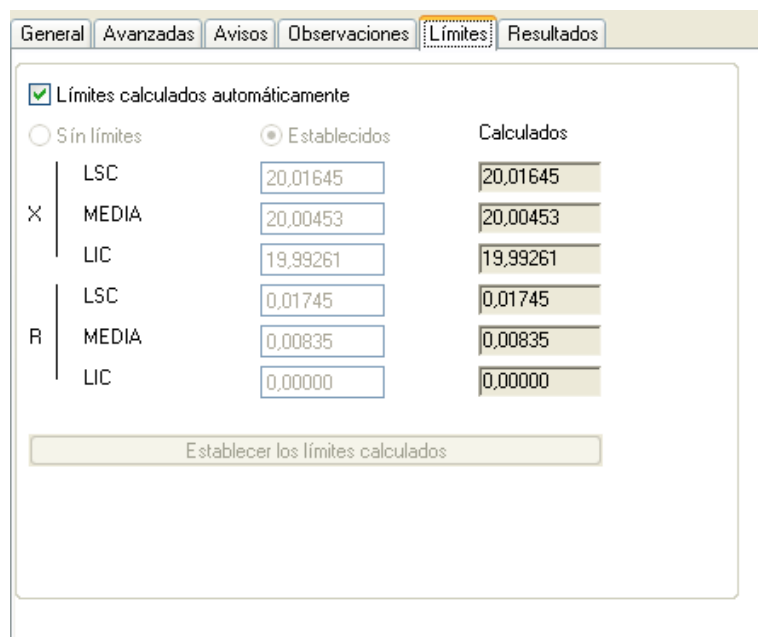 General Avanzadas Avisos Observaciones Límites Resultados
Límites calculados automáticamente
Sín límites Establecidos Calculados
LSC 20,01645 20,01645
X MEDIA 20,00453 20,00453
LIC 19,99261 19,99261
LSC 0,01745 0,01745
R MEDIA 0,00835 0,00835
LIC 0,00000 0,00000
Establecer los límites calculados